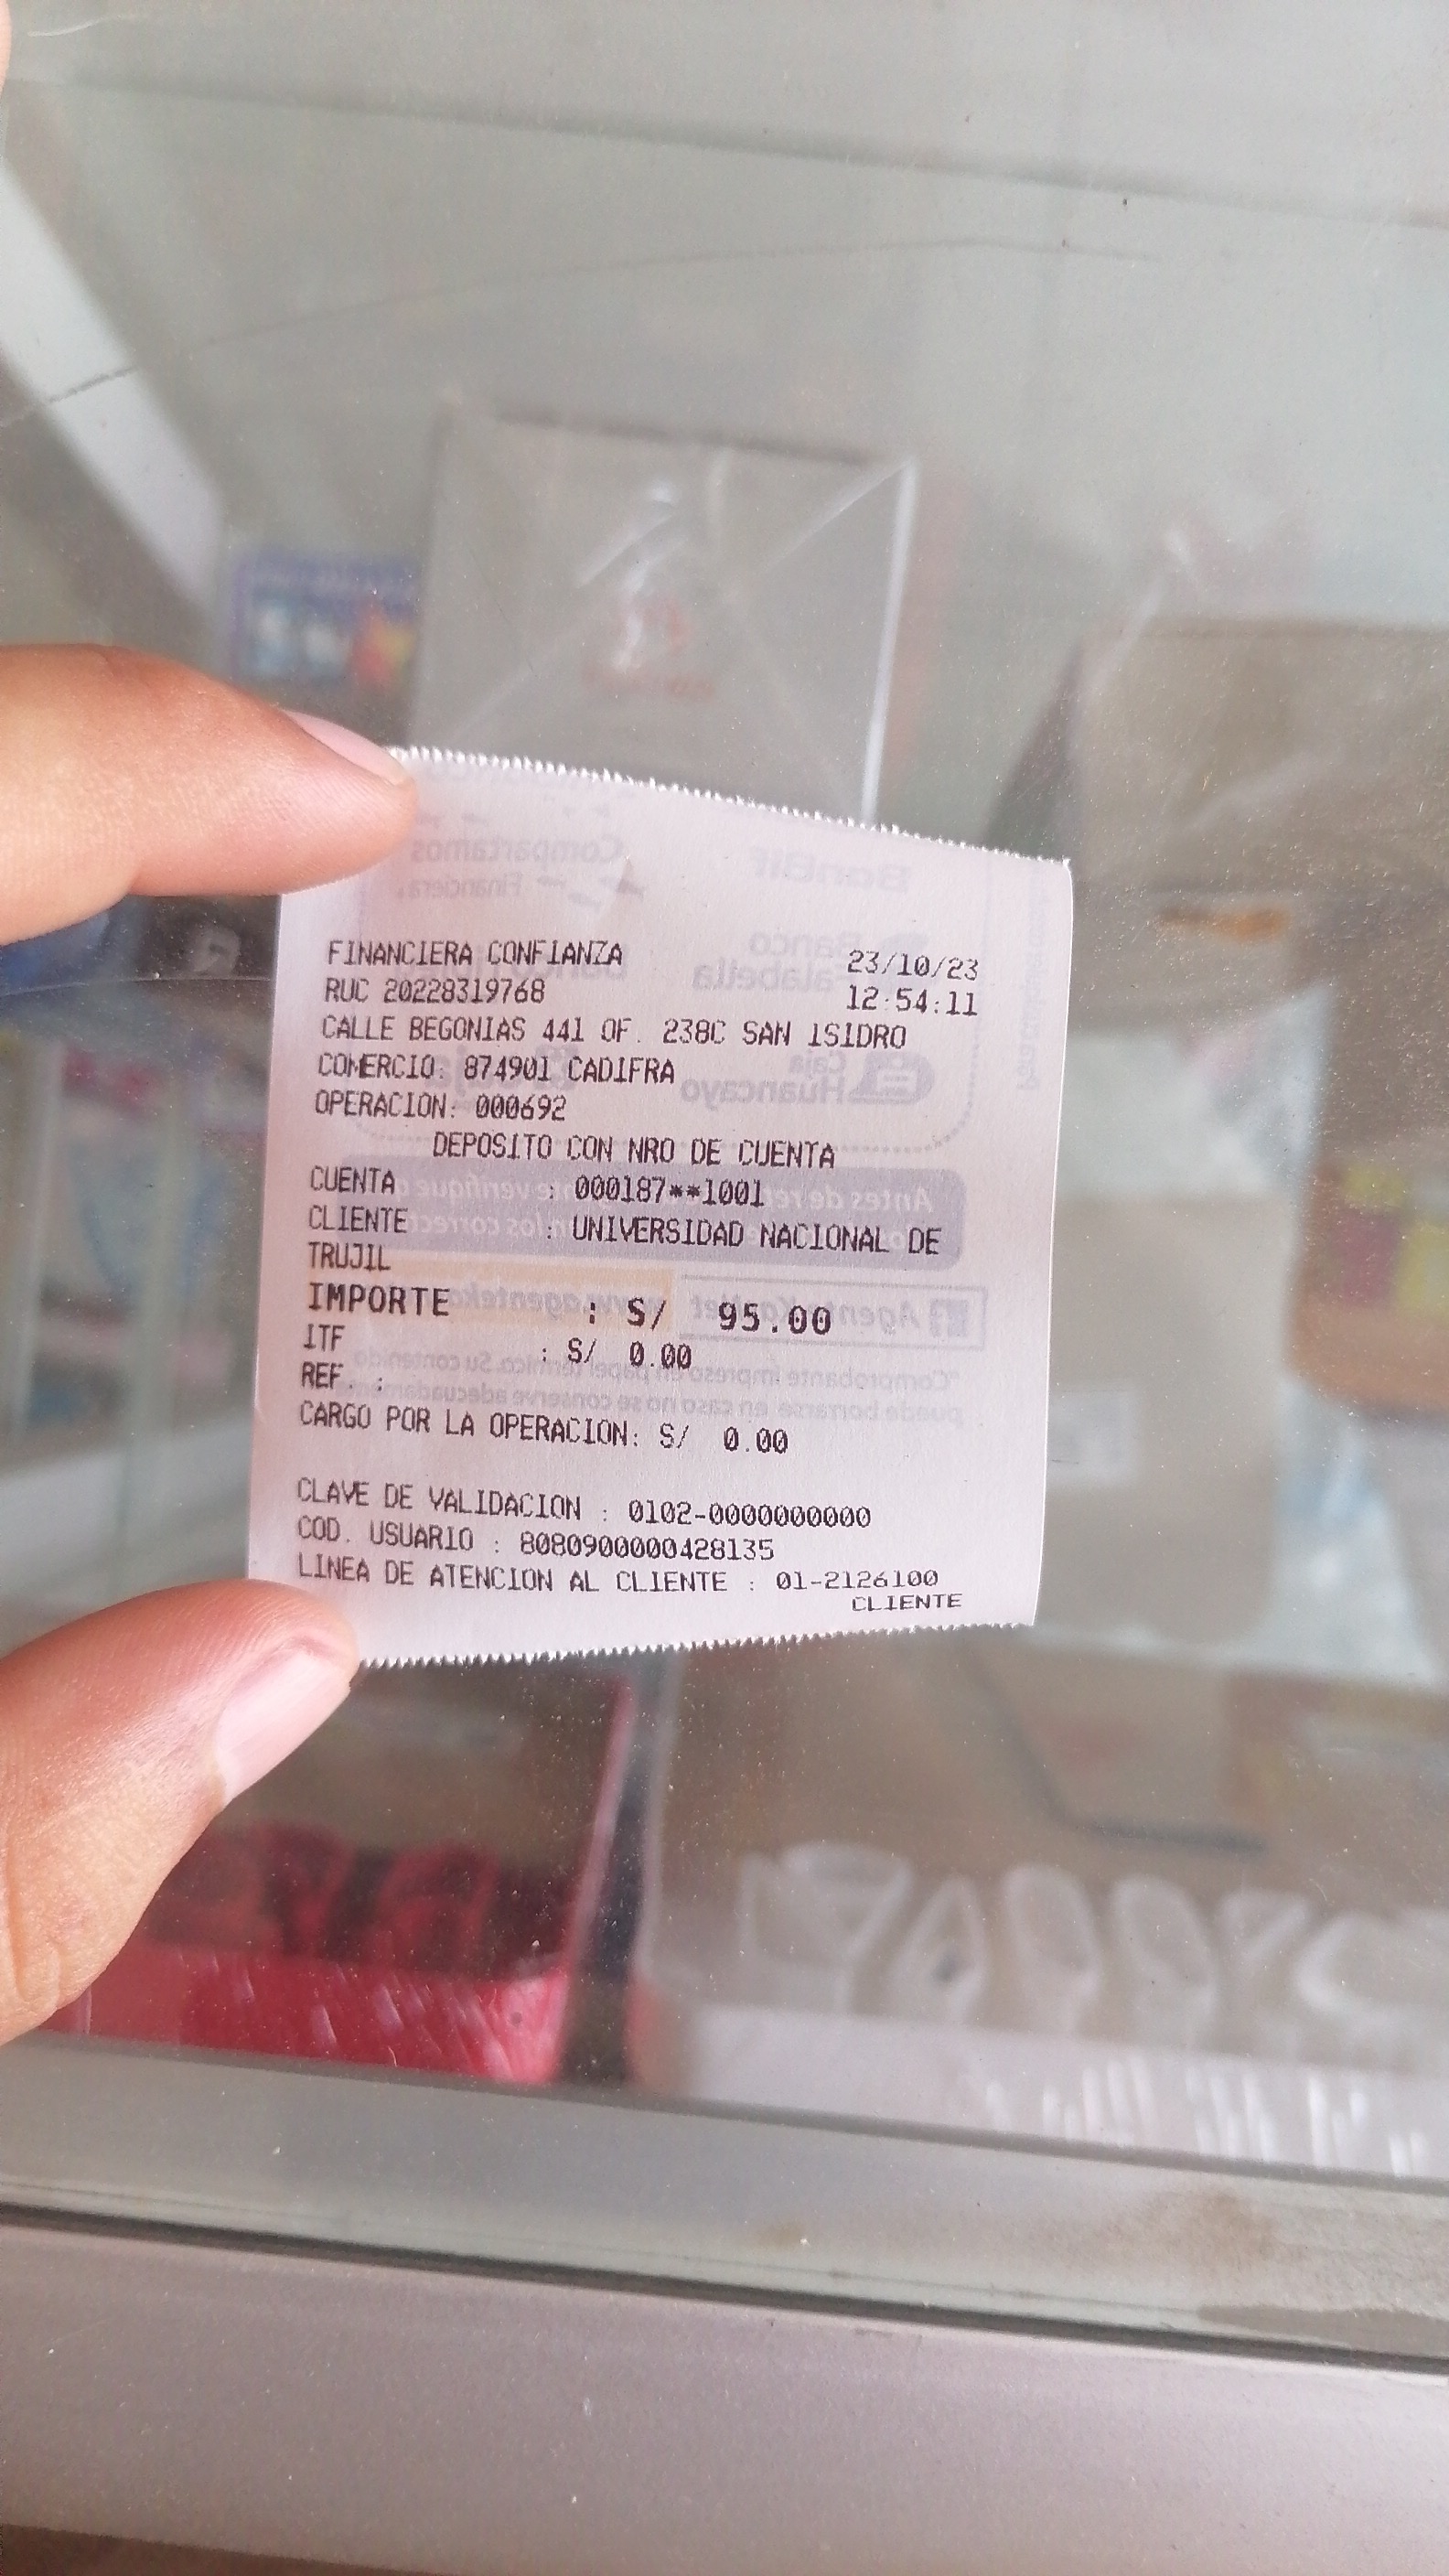 FINANCIERA CONFIANZA 23/10/23
RUC 20228319768 12:54:11
CALLE BEGONIAS 441 OF. 238C SAN ISIDRO
COMERCIO: 874901 CADIFRA
OPERACION: 000692
DEPOSITO CON NRO DE CUENTA
CUENTA : 000187**1001
CLIENTE : UNIVERSIDAD NACIONAL DE
TRUJIL
IMPORTE : S/ 95.00
ITF : S/ 0.00
REF. :
CARGO POR LA OPERACION: S/ 0.00
CLAVE DE VALIDACION : 0102-0000000000
COD. USUARIO : 8080900000428135
LINEA DE ATENCION AL CLIENTE : 01-2126100
CLIENTE